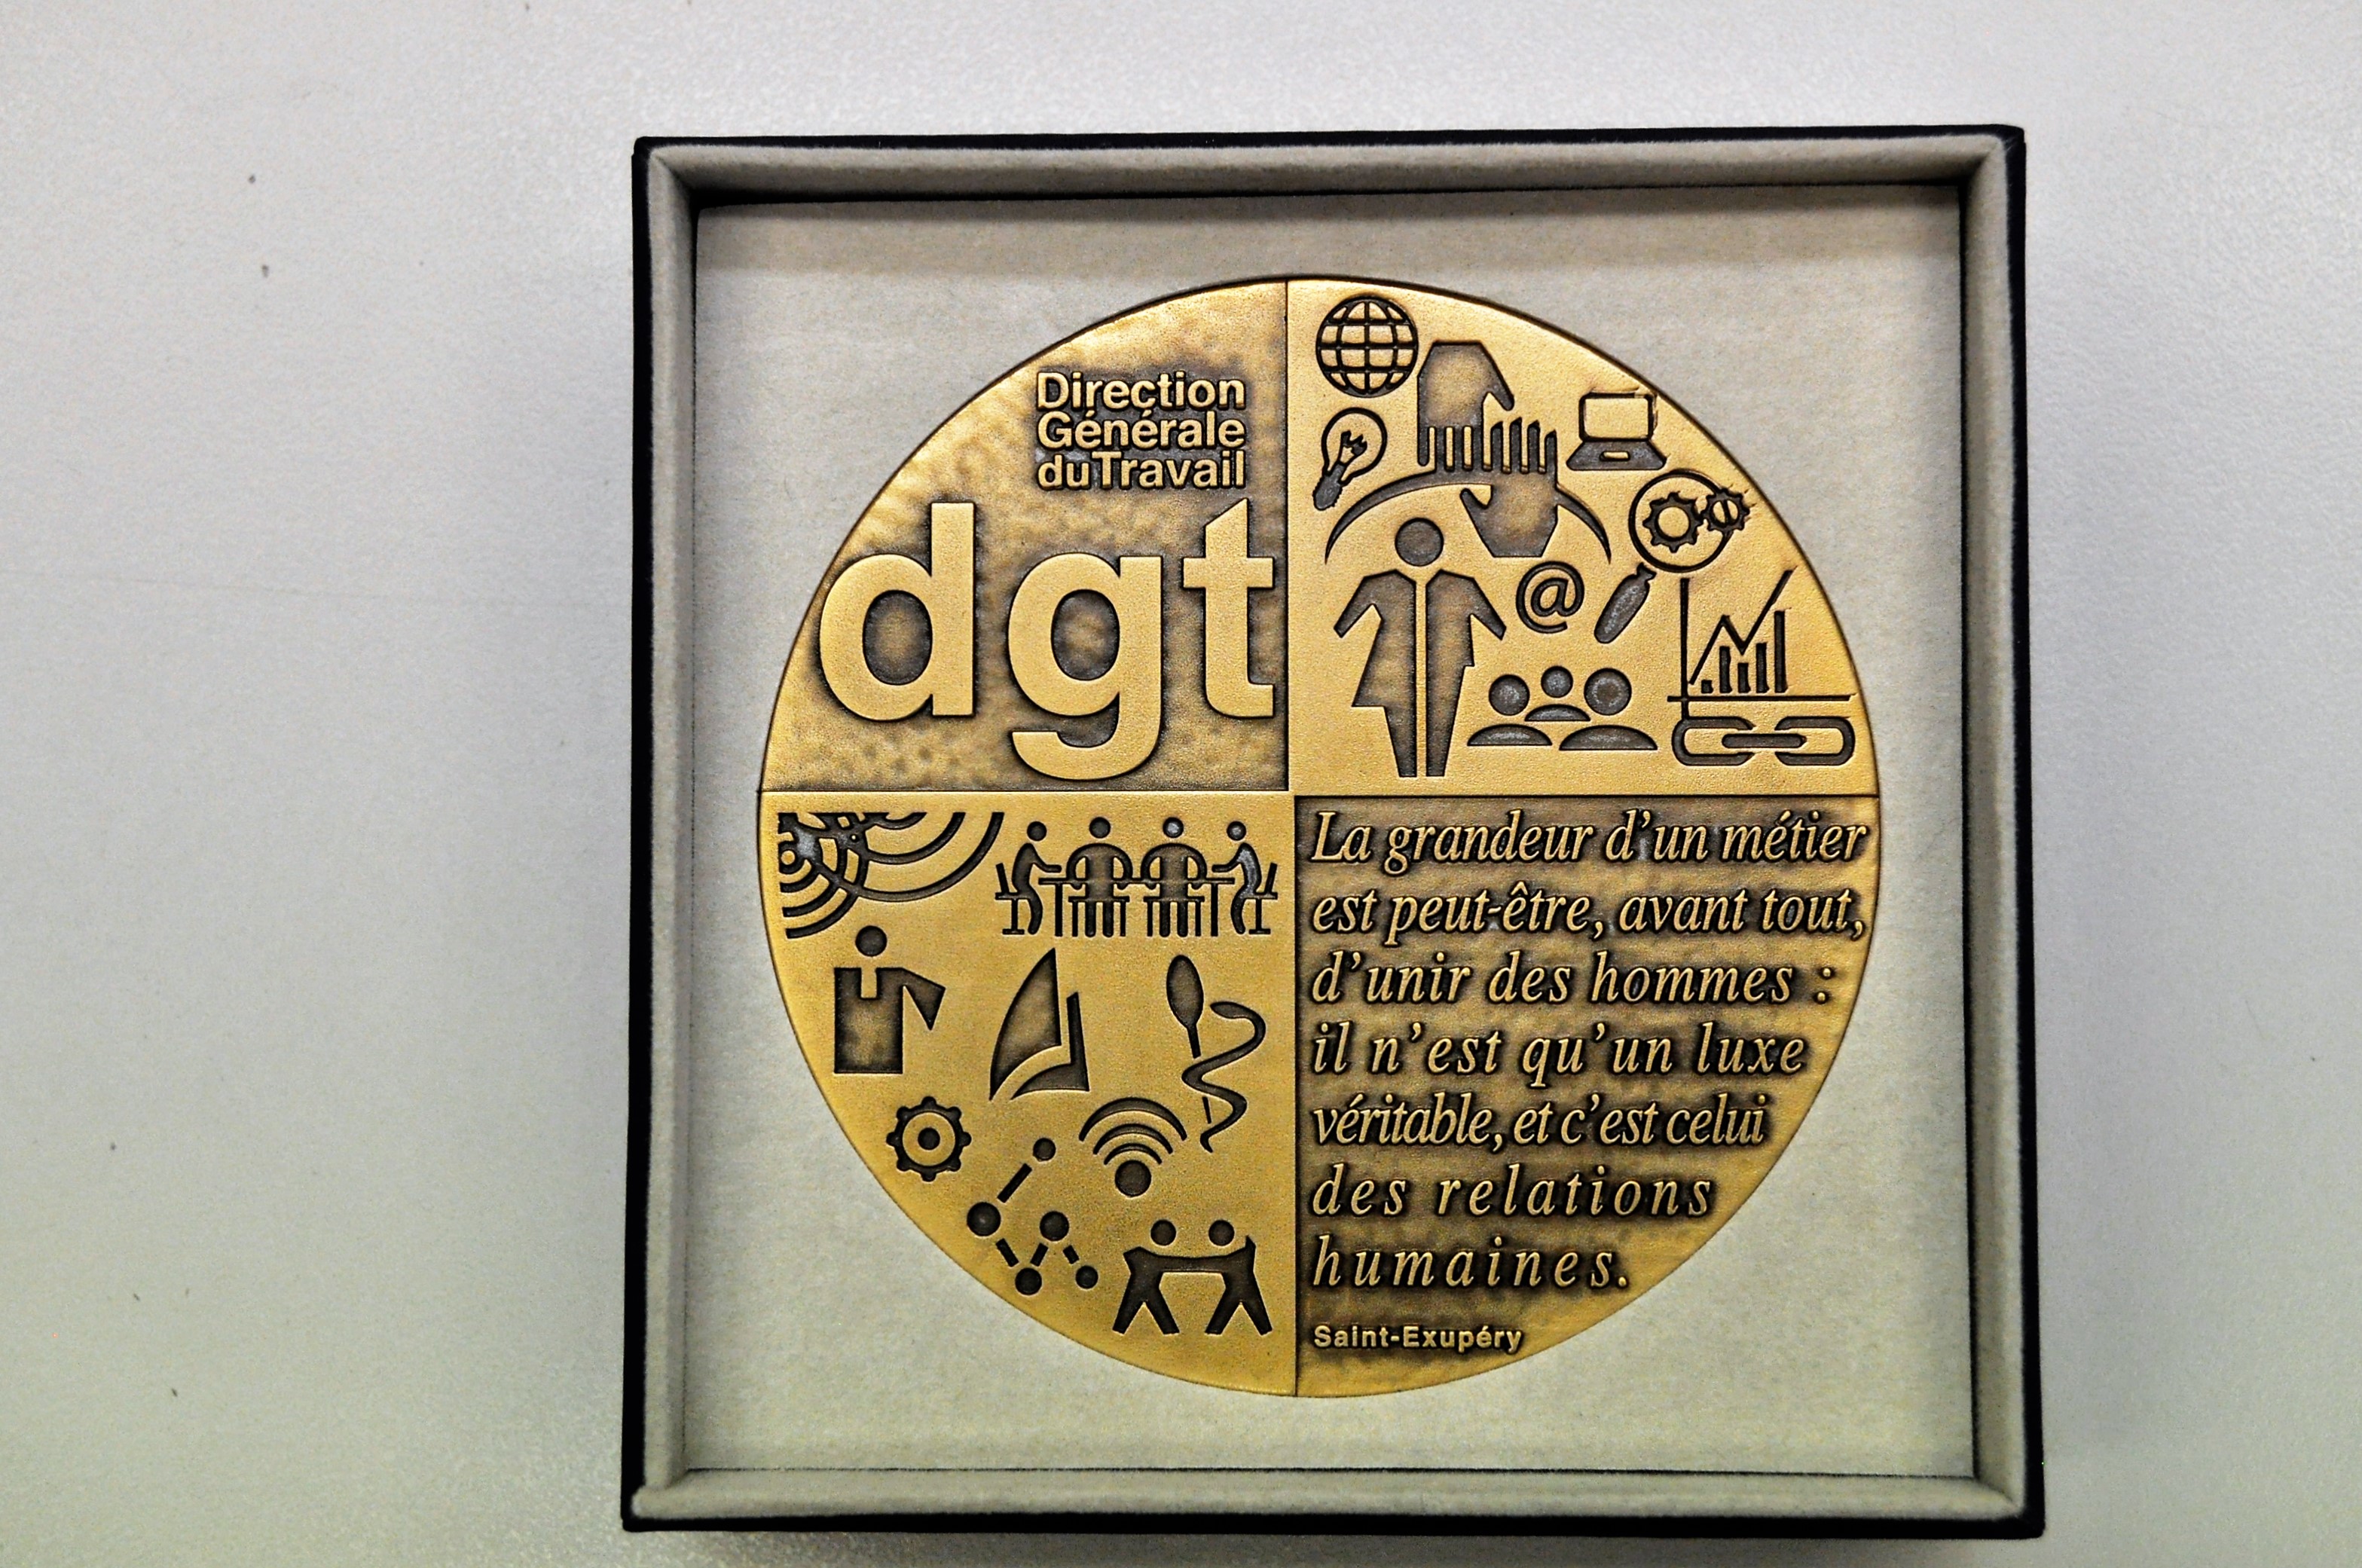 Direction
Générale
du Travail
dgt
@
La grandeur d'un métier
est peut-être, avant tout,
d'unir des hommes :
il n'est qu'un luxe
véritable, et c'est celui
des relations
humaines.
Saint-Exupéry